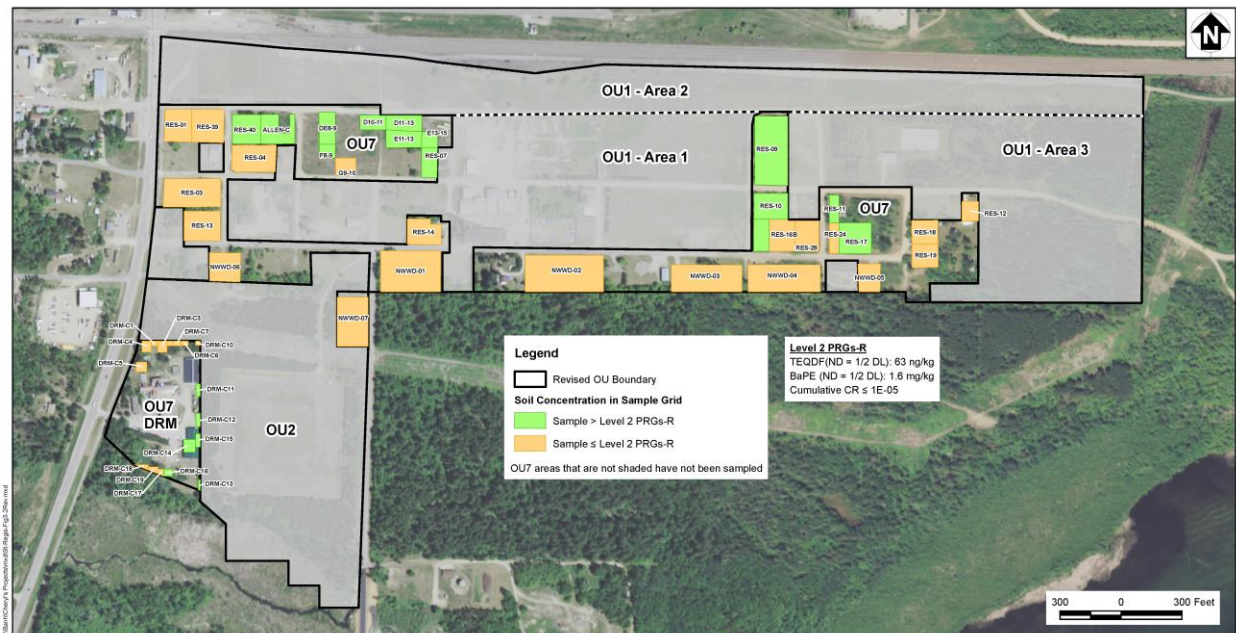 N
OU1 - Area 2
RES-01
RES-39
RES-40
ALLEN-C
DE8-9
D10-11
D11-13
E11-13
E13-15
OU7
F8-9
G9-10
RES-07
RES-04
OU1 - Area 1
RES-09
OU1 - Area 3
RES-05
RES-13
RES-14
RES-10
RES-11
OU7
RES-12
RES-16B
RES-28
RES-24
RES-17
RES-18
RES-19
NWWD-06
NWWD-01
NWWD-02
NWWD-03
NWWD-04
NWWD-05
NWWD-07
DRM-C1
DRM-C3
DRM-C7
DRM-C4
DRM-C10
DRM-C6
DRM-C5
DRM-C11
OU7
DRM
DRM-C12
OU2
DRM-C15
DRM-C14
DRM-C18
DRM-C16
DRM-C17
DRM-C13
Legend
Revised OU Boundary
Soil Concentration in Sample Grid
Sample > Level 2 PRGs-R
Sample ≤ Level 2 PRGs-R
OU7 areas that are not shaded have not been sampled
Level 2 PRGs-R
TEQDF(ND = 1/2 DL): 63 ng/kg
BaPE (ND = 1/2 DL): 1.6 mg/kg
Cumulative CR ≤ 1E-05
300 0 300 Feet